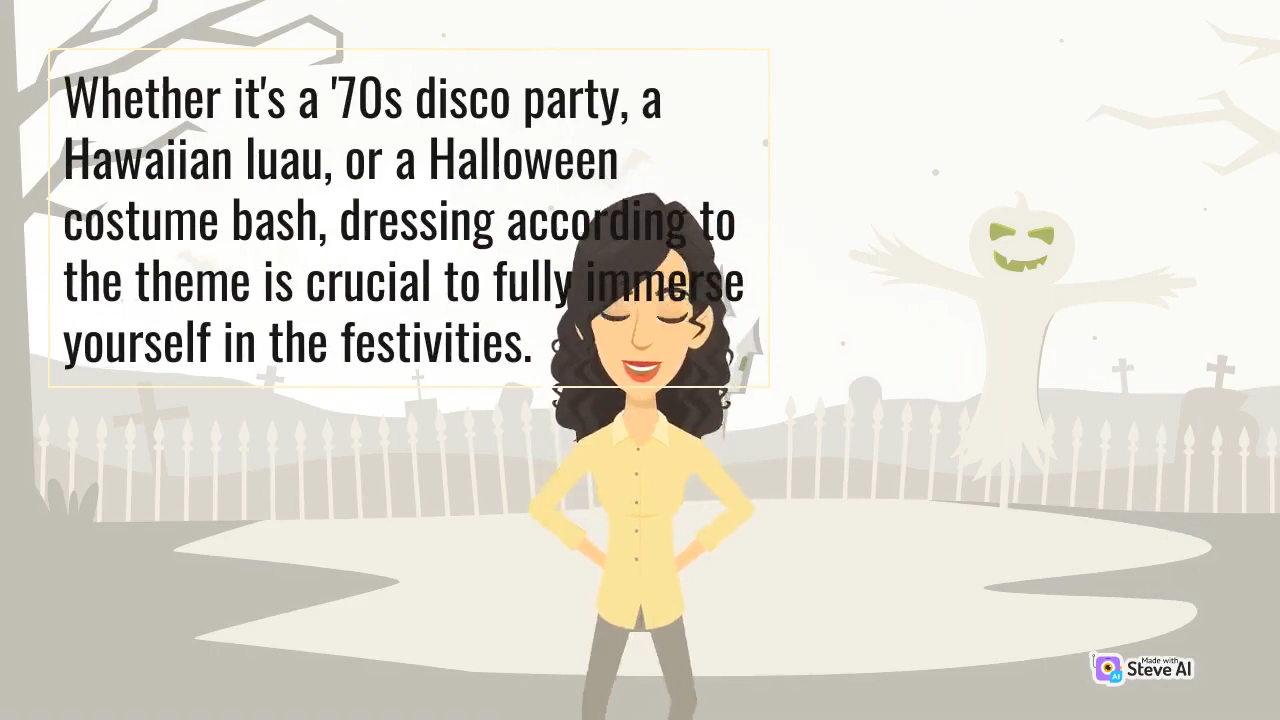 Whether it's a '70s disco party, a
Hawaiian luau, or a Halloween
costume bash, dressing according to
the theme is crucial to fully immerse
yourself in the festivities.
Made with
Steve AI
AI